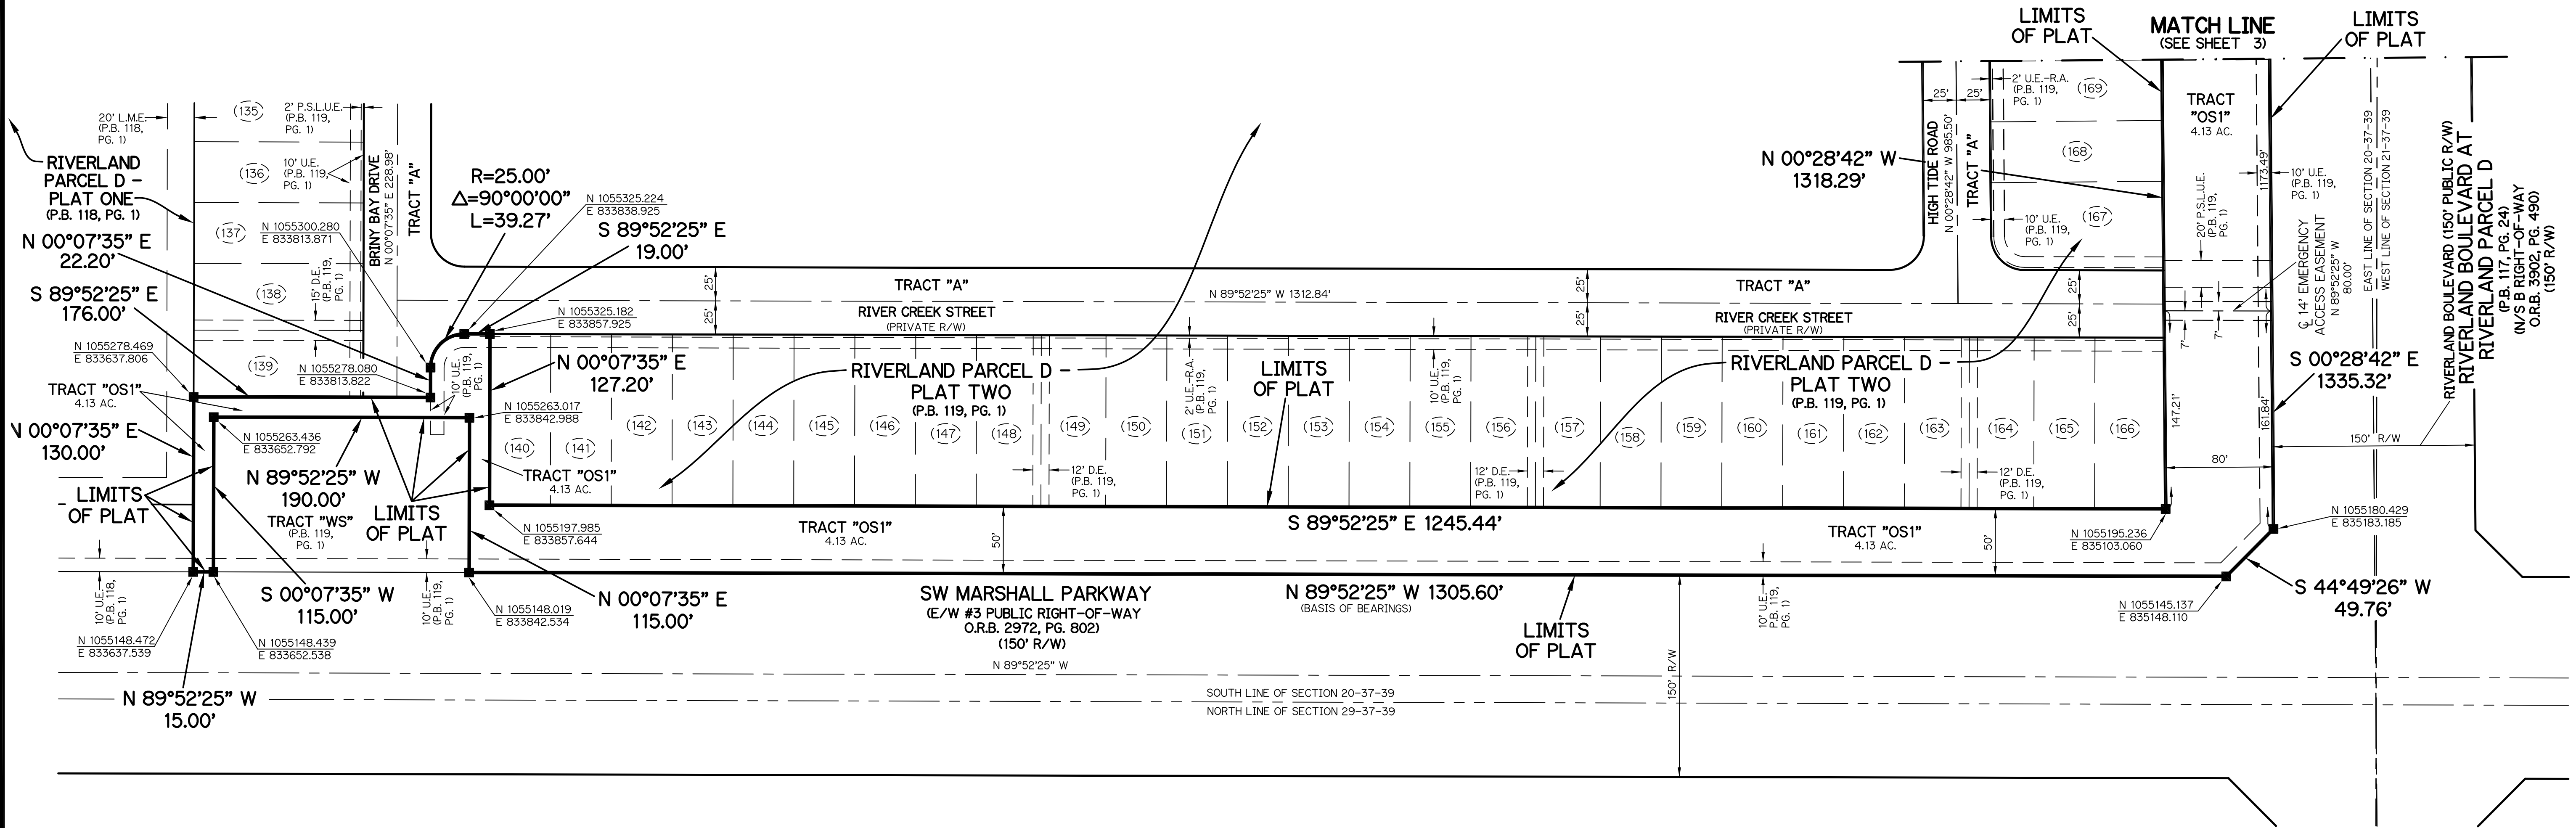 LIMITS
OF PLAT
MATCH LINE
(SEE SHEET 3)
LIMITS
OF PLAT
20' L.M.E.
(P.B. 118,
PG. 1)
(135)
2' P.S.L.U.E.
(P.B. 119,
PG. 1)
RIVERLAND
PARCEL D -
PLAT ONE
(P.B. 118, PG. 1)
(136)
10' U.E.
(P.B. 119,
PG. 1)
BRINY BAY DRIVE
N 00°07'35" E 228.98'
TRACT "A"
(137)
N 00°07'35" E
22.20'
N 1055300.280
E 833813.871
S 89°52'25" E
176.00'
(138)
15' D.E.
(P.B. 119,
PG. 1)
N 1055278.469
E 833637.806
(139)
N 1055278.080
E 833813.822
R=25.00'
Δ=90°00'00"
L=39.27'
N 1055325.224
E 833838.925
S 89°52'25" E
19.00'
N 1055325.182
E 833857.925
10' U.E.
(P.B. 119,
PG. 1)
N 00°07'35" E
127.20'
TRACT "OS1"
4.13 AC.
N 00°07'35" E
130.00'
N 1055263.436
E 833652.792
N 1055263.017
E 833842.988
N 89°52'25" W
190.00'
LIMITS
OF PLAT
TRACT "WS"
(P.B. 119,
PG. 1)
LIMITS
OF PLAT
TRACT "OS1"
4.13 AC.
N 1055197.985
E 833857.644
S 00°07'35" W
115.00'
10' U.E.
(P.B. 118,
PG. 1)
10' U.E.
(P.B. 119,
PG. 1)
N 1055148.472
E 833637.539
N 1055148.439
E 833652.538
N 1055148.019
E 833842.534
N 00°07'35" E
115.00'
N 89°52'25" W
15.00'
25'
25'
TRACT "A"
N 89°52'25" W 1312.84'
RIVER CREEK STREET
(PRIVATE R/W)
25'
25'
TRACT "A"
RIVER CREEK STREET
(PRIVATE R/W)
25'
25'
RIVERLAND PARCEL D -
PLAT TWO
(P.B. 119, PG. 1)
2' U.E.-R.A.
(P.B. 119,
PG. 1)
LIMITS
OF PLAT
10' U.E.
(P.B. 119,
PG. 1)
RIVERLAND PARCEL D -
PLAT TWO
(P.B. 119, PG. 1)
(140)
(141)
(142)
(143)
(144)
(145)
(146)
(147)
(148)
(149)
(150)
(151)
(152)
(153)
(154)
(155)
(156)
(157)
(158)
(159)
(160)
(161)
(162)
(163)
(164)
(165)
(166)
12' D.E.
(P.B. 119,
PG. 1)
12' D.E.
(P.B. 119,
PG. 1)
12' D.E.
(P.B. 119,
PG. 1)
TRACT "OS1"
4.13 AC.
50'
S 89°52'25" E 1245.44'
TRACT "OS1"
4.13 AC.
50'
SW MARSHALL PARKWAY
(E/W #3 PUBLIC RIGHT-OF-WAY
O.R.B. 2972, PG. 802)
(150' R/W)
N 89°52'25" W
N 89°52'25" W 1305.60'
(BASIS OF BEARINGS)
LIMITS
OF PLAT
150' R/W
10' U.E.
P.B. 119,
PG. 1)
SOUTH LINE OF SECTION 20-37-39
NORTH LINE OF SECTION 29-37-39
25'
25'
HIGH TIDE ROAD
N 00°28'42" W 985.50'
TRACT "A"
2' U.E.-R.A.
(P.B. 119,
PG. 1)
(169)
(168)
(167)
10' U.E.
(P.B. 119,
PG. 1)
N 00°28'42" W
1318.29'
TRACT
"OS1"
4.13 AC.
1173.49'
10' U.E.
(P.B. 119,
PG. 1)
20' P.S.L.U.E.
(P.B. 119,
PG. 1)
7'
7'
℄ 14' EMERGENCY
ACCESS EASEMENT
N 89°52'25" W
80.00'
EAST LINE OF SECTION 20-37-39
WEST LINE OF SECTION 21-37-39
RIVERLAND BOULEVARD (150' PUBLIC R/W)
RIVERLAND BOULEVARD AT
RIVERLAND PARCEL D
(P.B. 117, PG. 24)
(N/S B RIGHT-OF-WAY
O.R.B. 3902, PG. 490)
(150' R/W)
S 00°28'42" E
1335.32'
147.21'
161.84'
80'
150' R/W
N 1055195.236
E 835103.060
N 1055180.429
E 835183.185
N 1055145.137
E 835148.110
S 44°49'26" W
49.76'